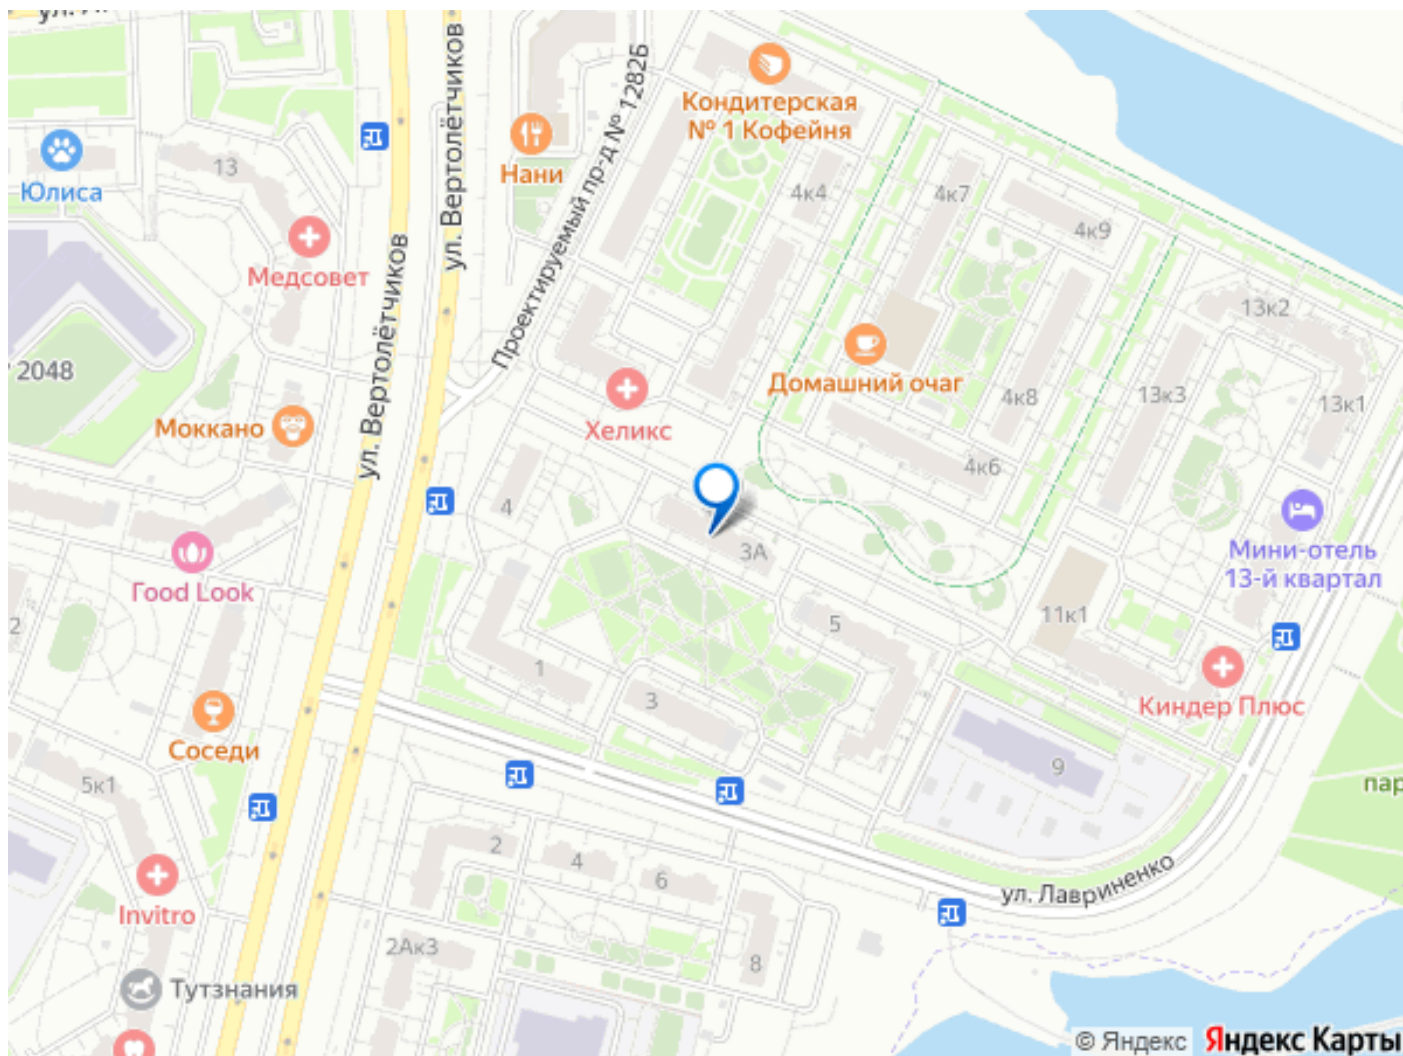 ул. Вертолётчиков
Проектируемый пр-д № 1282Б
Кондитерская
№ 1 Кофейня
Нани
13
Юлиса
4к4
4к7
4к9
ул. Вертолётчиков
Медсовет
13к2
2048
Домашний очаг
4к8
13к3
13к1
Моккано
Хеликс
4к6
4
3А
Мини-отель
13-й квартал
Food Look
11к1
2
5
1
3
Киндер Плюс
Соседи
9
5к1
пар
2
4
6
ул. Лавриненко
Invitro
2Ак3
8
Тутзнания
© Яндекс Яндекс Карты